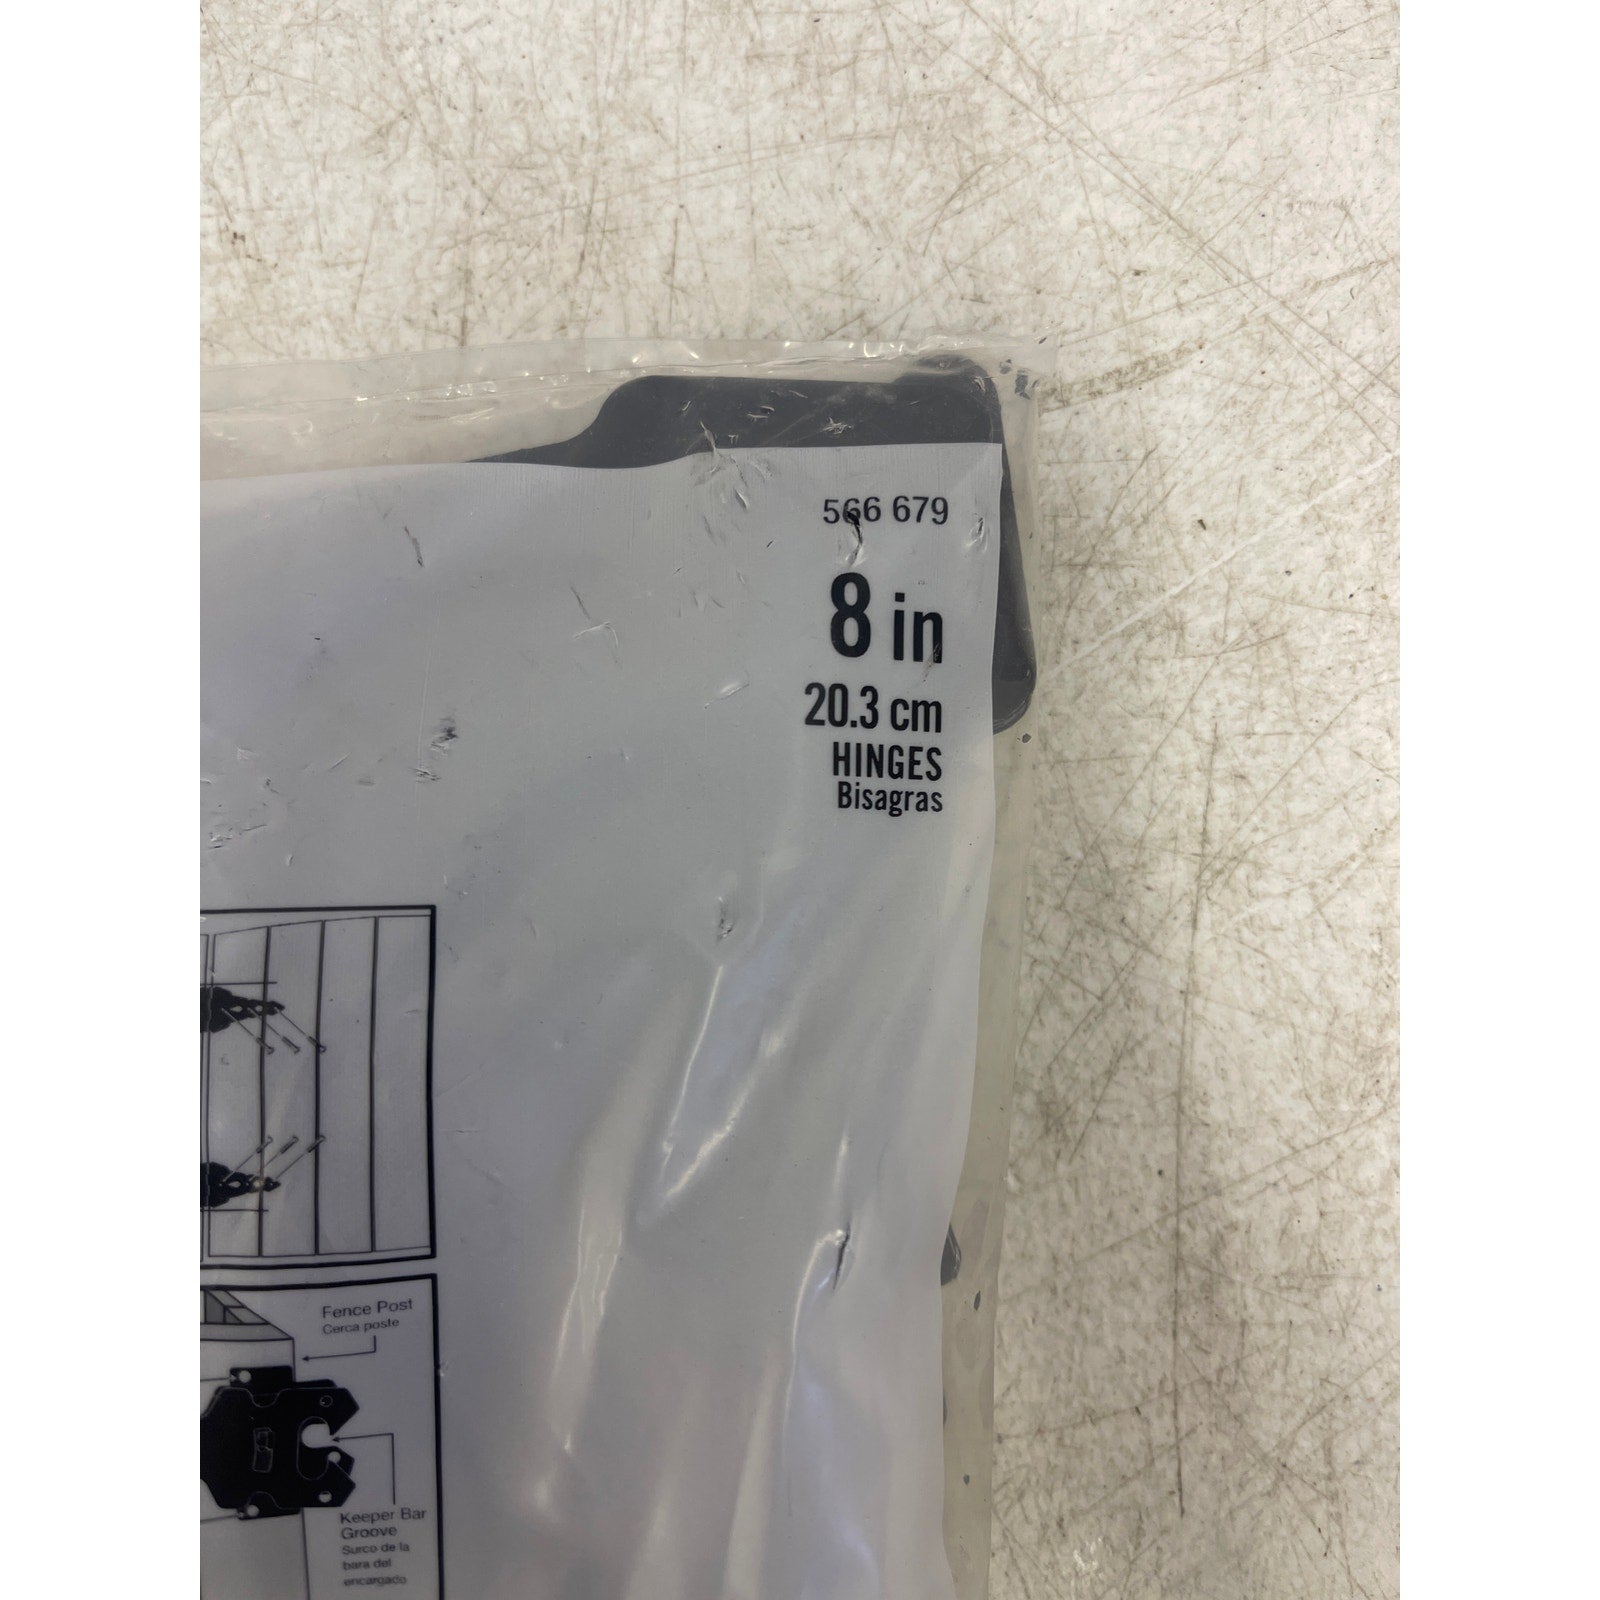 566 679
8 in
20.3 cm
HINGES
Bisagras
Fence Post
Cerca poste
Keeper Bar
Groove
Surco de la
bara del
encargado